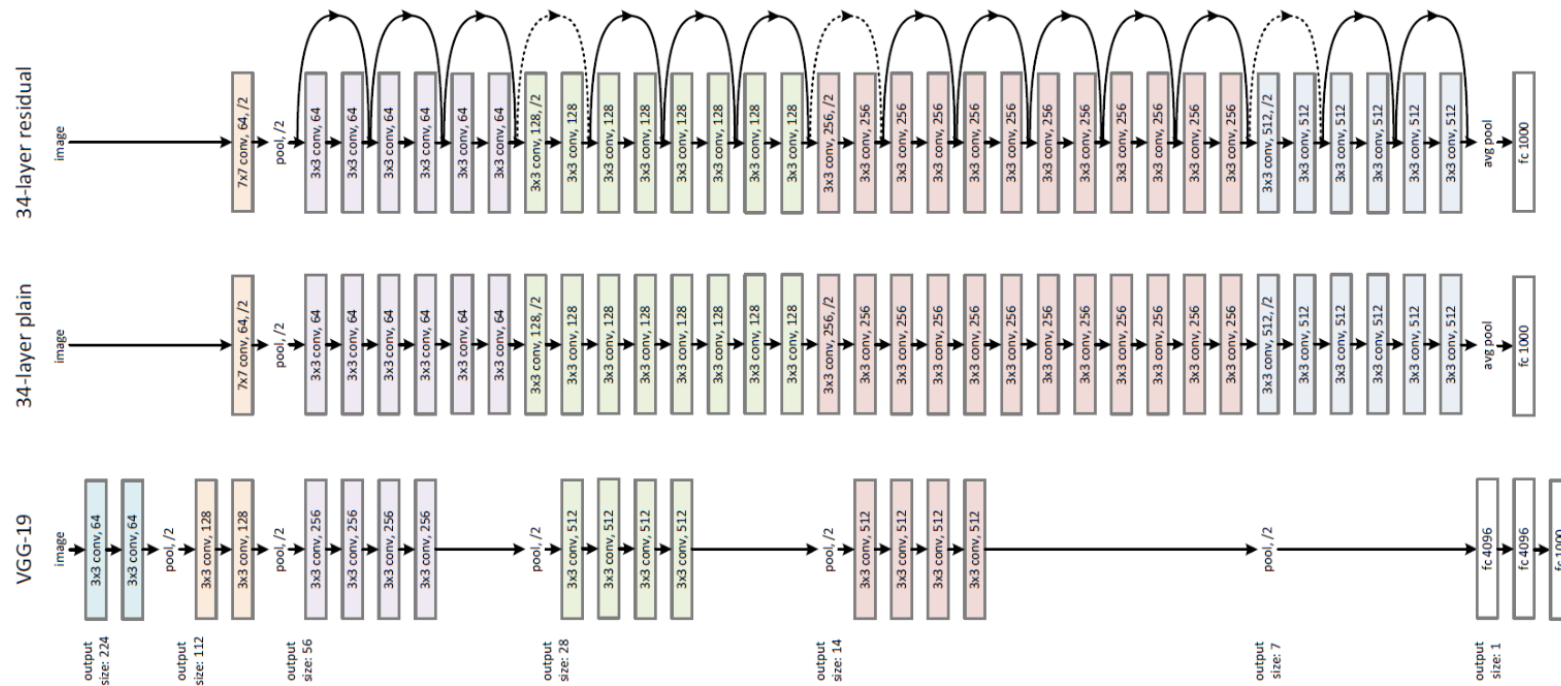 34-layer residual
image
7x7 conv, 64, /2
pool, /2
3x3 conv, 64
3x3 conv, 64
3x3 conv, 64
3x3 conv, 64
3x3 conv, 64
3x3 conv, 64
3x3 conv, 128, /2
3x3 conv, 128
3x3 conv, 128
3x3 conv, 128
3x3 conv, 128
3x3 conv, 128
3x3 conv, 128
3x3 conv, 128
3x3 conv, 256, /2
3x3 conv, 256
3x3 conv, 256
3x3 conv, 256
3x3 conv, 256
3x3 conv, 256
3x3 conv, 256
3x3 conv, 256
3x3 conv, 256
3x3 conv, 256
3x3 conv, 256
3x3 conv, 256
3x3 conv, 512, /2
3x3 conv, 512
3x3 conv, 512
3x3 conv, 512
3x3 conv, 512
3x3 conv, 512
avg pool
fc 1000
34-layer plain
image
7x7 conv, 64, /2
pool, /2
3x3 conv, 64
3x3 conv, 64
3x3 conv, 64
3x3 conv, 64
3x3 conv, 64
3x3 conv, 64
3x3 conv, 128, /2
3x3 conv, 128
3x3 conv, 128
3x3 conv, 128
3x3 conv, 128
3x3 conv, 128
3x3 conv, 128
3x3 conv, 128
3x3 conv, 256, /2
3x3 conv, 256
3x3 conv, 256
3x3 conv, 256
3x3 conv, 256
3x3 conv, 256
3x3 conv, 256
3x3 conv, 256
3x3 conv, 256
3x3 conv, 256
3x3 conv, 256
3x3 conv, 256
3x3 conv, 512, /2
3x3 conv, 512
3x3 conv, 512
3x3 conv, 512
3x3 conv, 512
3x3 conv, 512
avg pool
fc 1000
VGG-19
image
3x3 conv, 64
3x3 conv, 64
pool, /2
3x3 conv, 128
3x3 conv, 128
pool, /2
3x3 conv, 256
3x3 conv, 256
3x3 conv, 256
3x3 conv, 256
pool, /2
3x3 conv, 512
3x3 conv, 512
3x3 conv, 512
3x3 conv, 512
pool, /2
3x3 conv, 512
3x3 conv, 512
3x3 conv, 512
3x3 conv, 512
pool, /2
fc 4096
fc 4096
fc 1000
output
size: 224
output
size: 112
output
size: 56
output
size: 28
output
size: 14
output
size: 7
output
size: 1